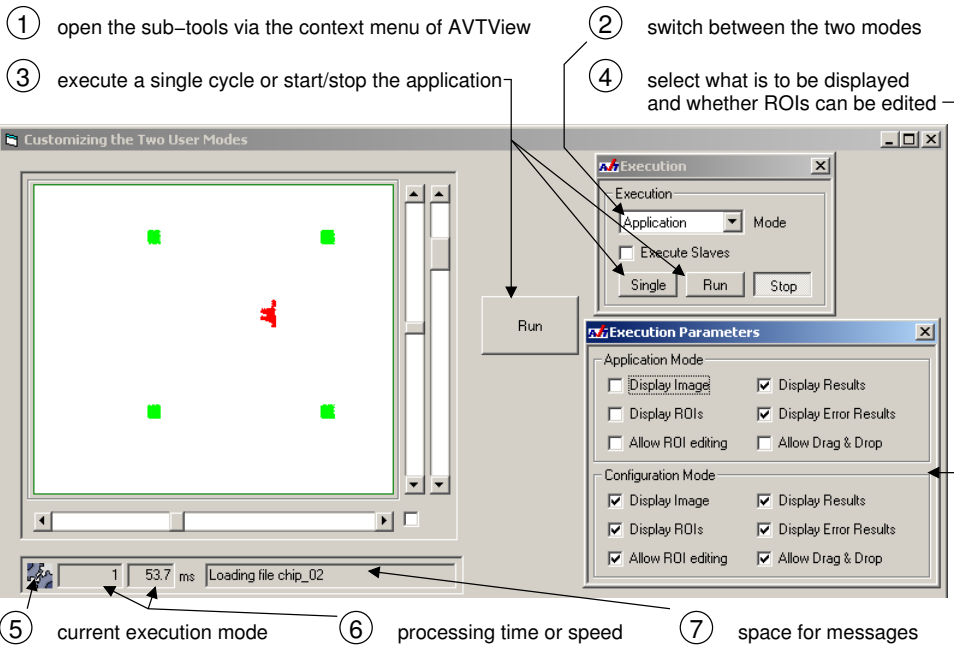 1 open the sub–tools via the context menu of AVTView
2 switch between the two modes
3 execute a single cycle or start/stop the application
4 select what is to be displayed
and whether ROIs can be edited
Customizing the Two User Modes
AVT Execution
Execution
Application
Mode
Execute Slaves
Single Run Stop
Run
AVT Execution Parameters
Application Mode
Display Image Display Results
Display ROIs Display Error Results
Allow ROI editing Allow Drag & Drop
Configuration Mode
Display Image Display Results
Display ROIs Display Error Results
Allow ROI editing Allow Drag & Drop
1 53.7 ms Loading file chip_02
5 current execution mode
6 processing time or speed
7 space for messages